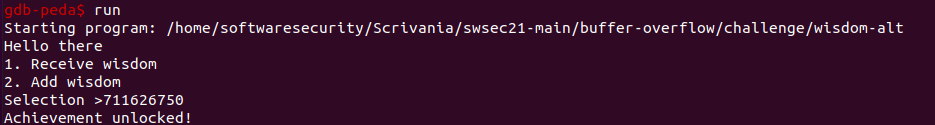 gdb-peda$ run
Starting program: /home/softwaresecurity/Scrivania/swsec21-main/buffer-overflow/challenge/wisdom-alt
Hello there
1. Receive wisdom
2. Add wisdom
Selection >711626750
Achievement unlocked!